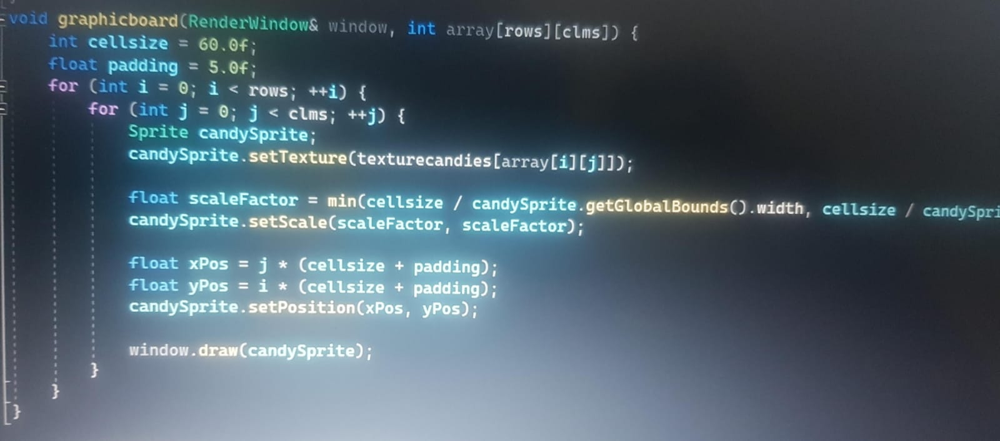 void graphicboard(RenderWindow& window, int array[rows][clms]) {
int cellsize = 60.0f;
float padding = 5.0f;
for (int i = 0; i < rows; ++i) {
for (int j = 0; j < clms; ++j) {
Sprite candySprite;
candySprite.setTexture(texturecandies[array[i][j]]);
float scaleFactor = min(cellsize / candySprite.getGlobalBounds().width, cellsize / candySpri
candySprite.setScale(scaleFactor, scaleFactor);
float xPos = j * (cellsize + padding);
float yPos = i * (cellsize + padding);
candySprite.setPosition(xPos, yPos);
window.draw(candySprite);
}
}
}